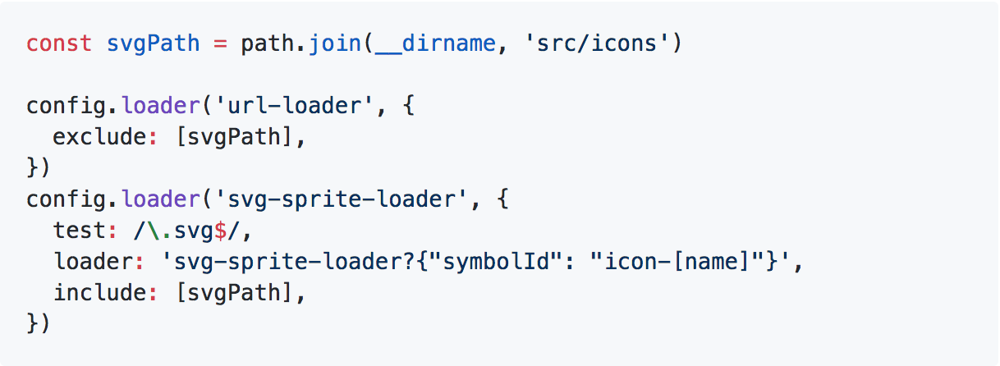 const svgPath = path.join(__dirname, 'src/icons')

config.loader('url-loader', {
  exclude: [svgPath],
})
config.loader('svg-sprite-loader', {
  test: /\.svg$/,
  loader: 'svg-sprite-loader?{"symbolId": "icon-[name]"}',
  include: [svgPath],
})